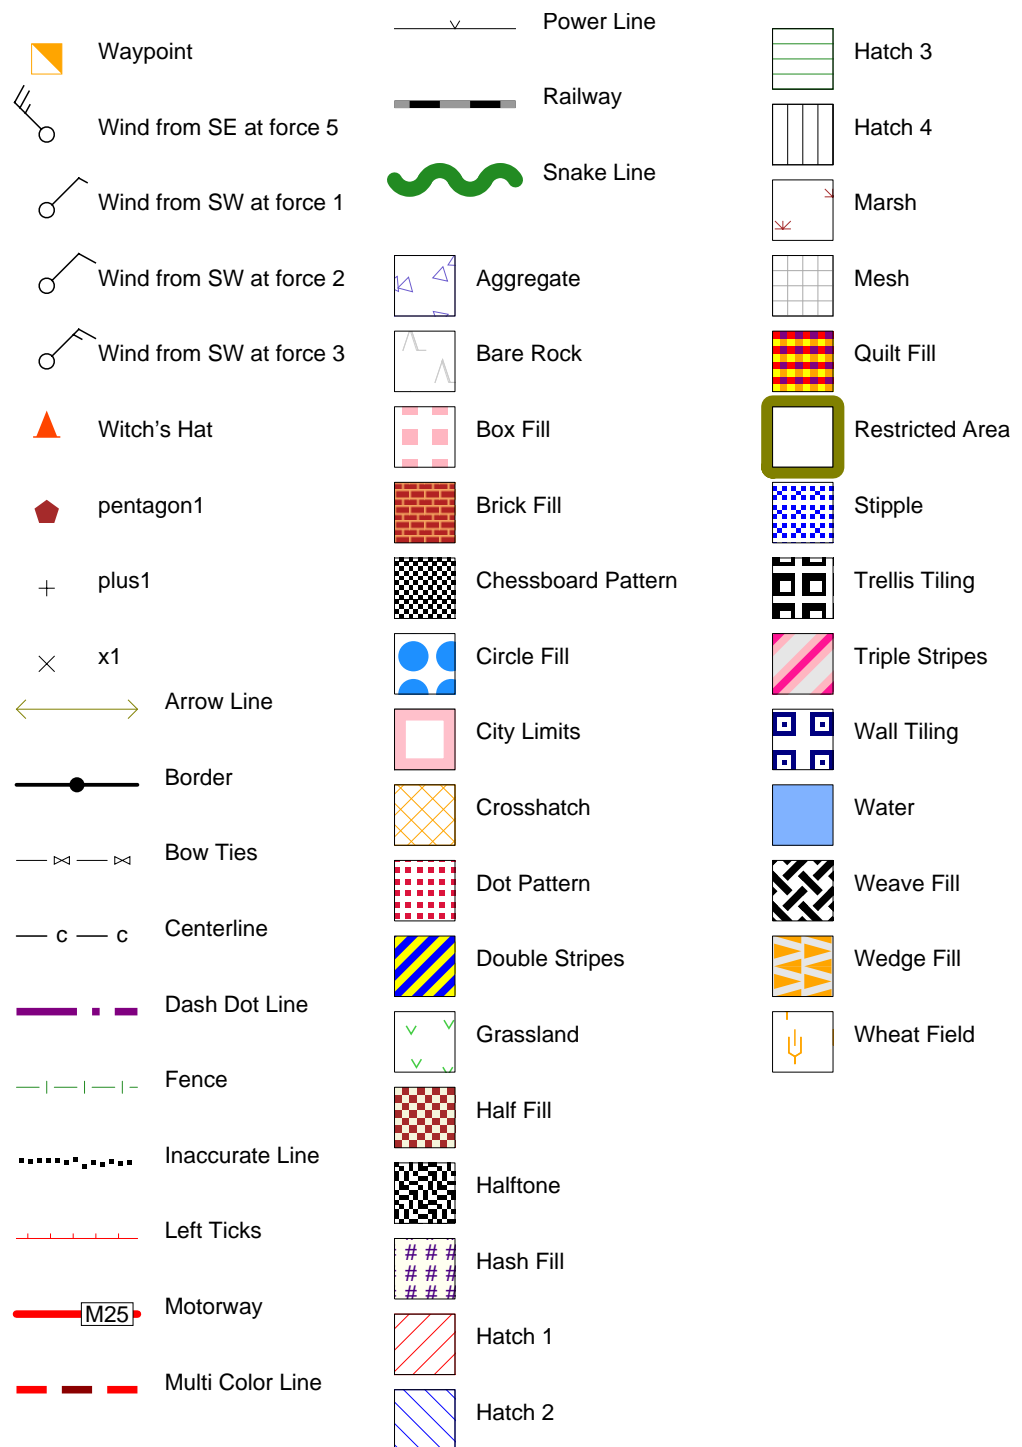 Waypoint
Wind from SE at force 5
Wind from SW at force 1
Wind from SW at force 2
Wind from SW at force 3
Witch's Hat
pentagon1
plus1
x1
Arrow Line
Border
Bow Ties
c c Centerline
Dash Dot Line
Fence
Inaccurate Line
Left Ticks
M25 Motorway
Multi Color Line
Power Line
Railway
Snake Line
Aggregate
Bare Rock
Box Fill
Brick Fill
Chessboard Pattern
Circle Fill
City Limits
Crosshatch
Dot Pattern
Double Stripes
Grassland
Half Fill
Halftone
# # #
# # # Hash Fill
# # #
Hatch 1
Hatch 2
Hatch 3
Hatch 4
Marsh
Mesh
Quilt Fill
Restricted Area
Stipple
Trellis Tiling
Triple Stripes
Wall Tiling
Water
Weave Fill
Wedge Fill
Wheat Field